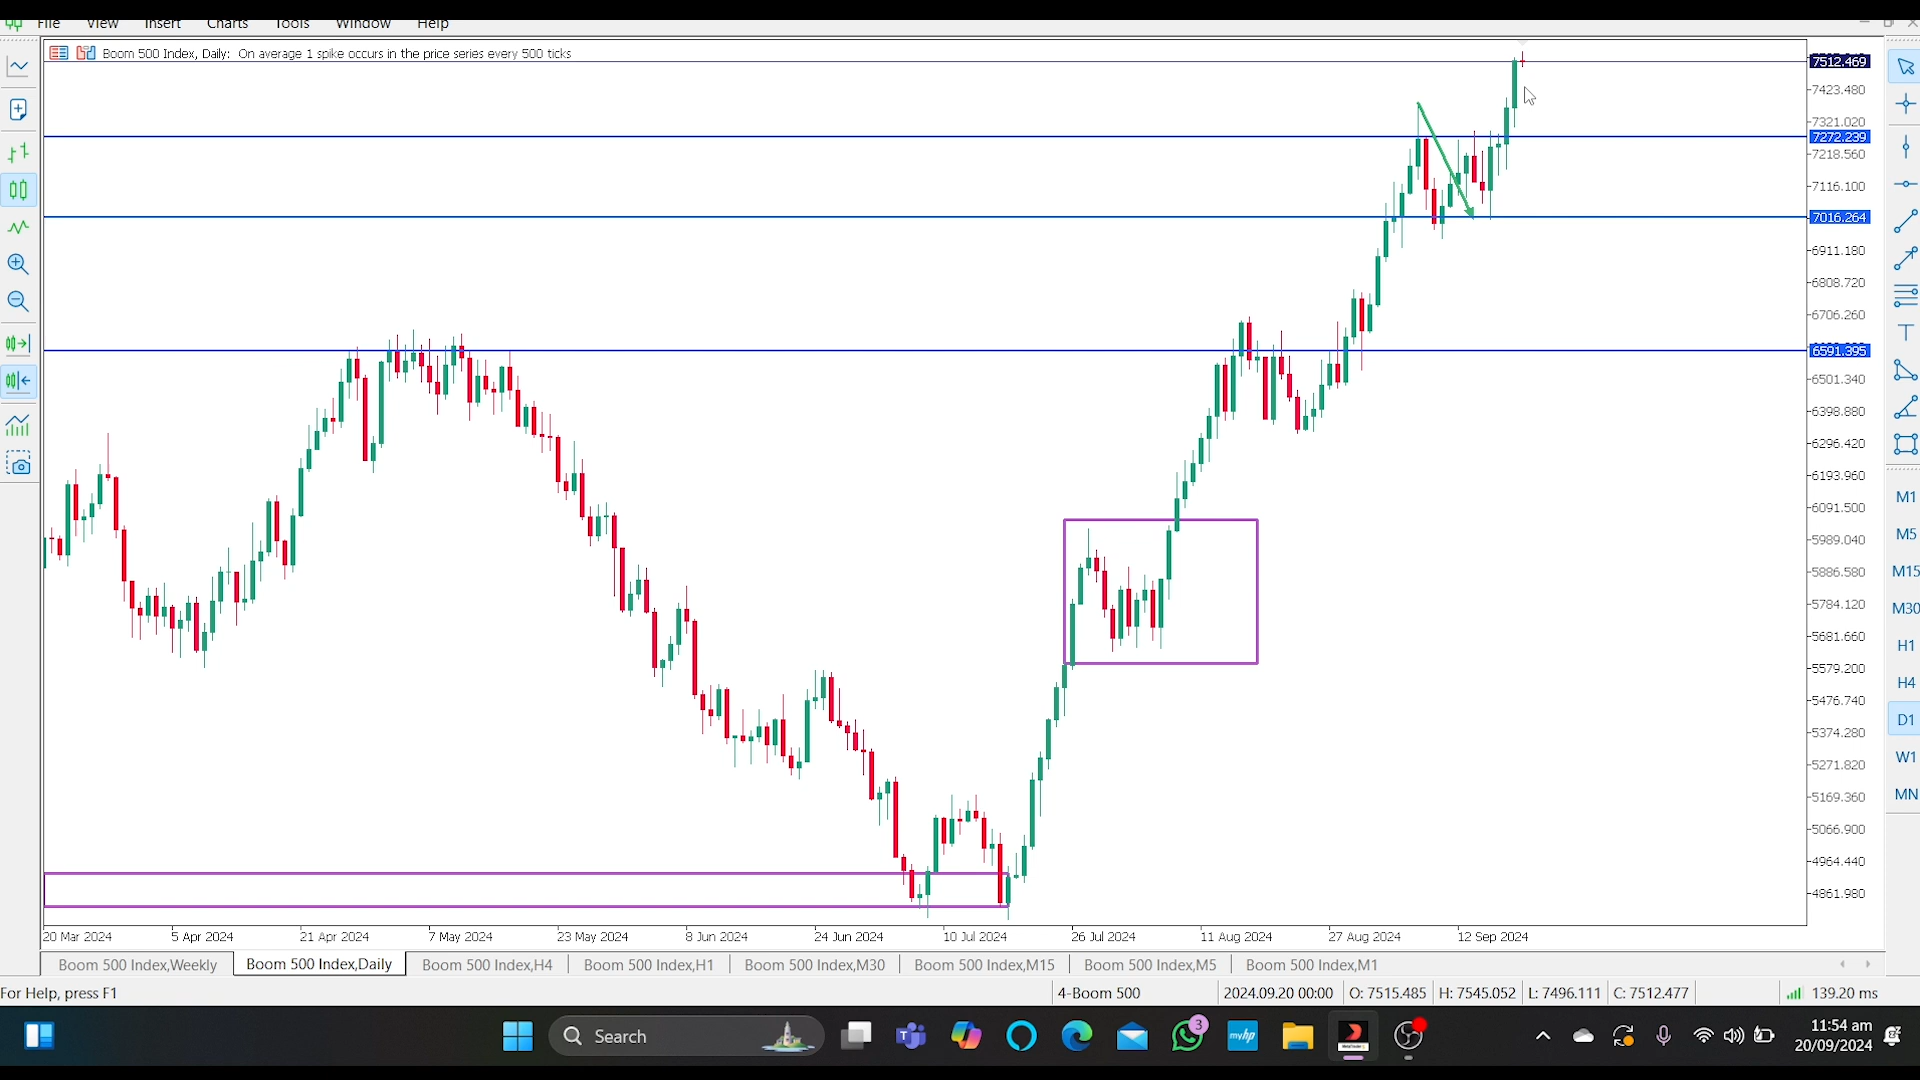 File View Insert Charts Tools Window Help
Boom 500 Index, Daily: On average 1 spike occurs in the price series every 500 ticks
7512.469
7423.480
7321.020
7272.239
7218.560
7116.100
7016.264
6911.180
6808.720
6706.260
6591.395
6501.340
6398.880
6296.420
6193.960
6091.500
5989.040
5886.580
5784.120
5681.660
5579.200
5476.740
5374.280
5271.820
5169.360
5066.900
4964.440
4861.980
T
M1
M5
M15
M30
H1
H4
D1
W1
MN
20 Mar 2024 5 Apr 2024 21 Apr 2024 7 May 2024 23 May 2024 8 Jun 2024 24 Jun 2024 10 Jul 2024 26 Jul 2024 11 Aug 2024 27 Aug 2024 12 Sep 2024
Boom 500 Index,Weekly Boom 500 Index,Daily Boom 500 Index,H4 Boom 500 Index,H1 Boom 500 Index,M30 Boom 500 Index,M15 Boom 500 Index,M5 Boom 500 Index,M1
For Help, press F1 4-Boom 500 2024.09.20 00:00 O: 7515.485 H: 7545.052 L: 7496.111 C: 7512.477 139.20 ms
Search 3 myhp 11:54 am
20/09/2024